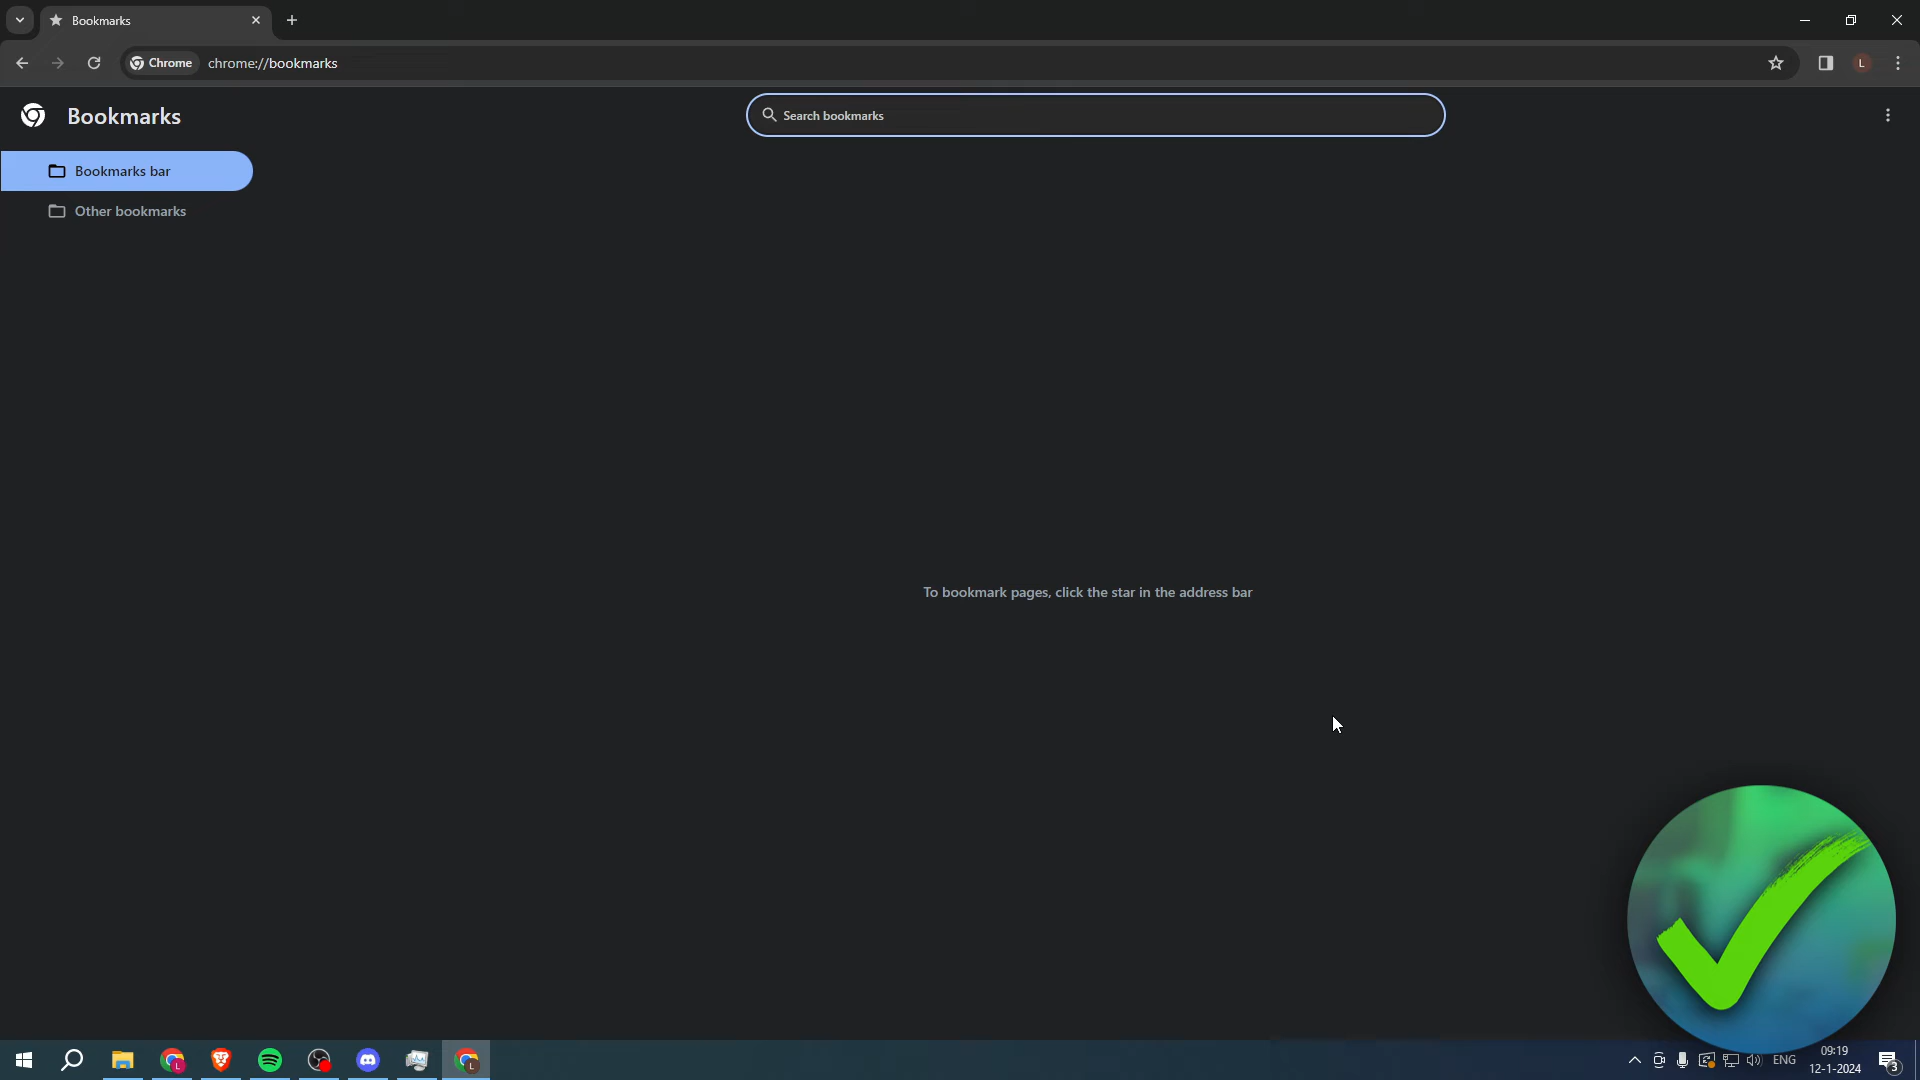 Bookmarks
Chrome
chrome://bookmarks
L
Bookmarks
Search bookmarks
Bookmarks bar
Other bookmarks
To bookmark pages, click the star in the address bar
L
L
ENG
09:19
12-1-2024
3